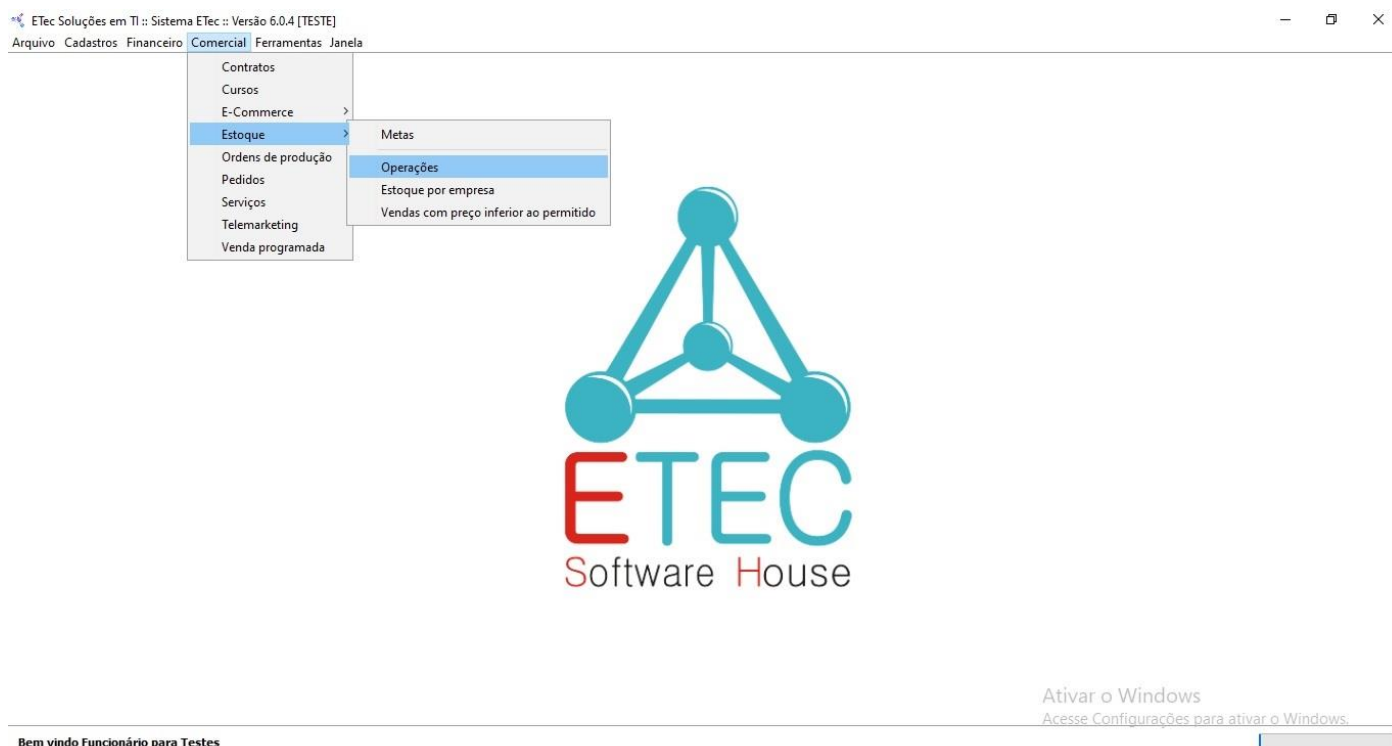 ETec Soluções em TI :: Sistema ETec :: Versão 6.0.4 [TESTE]
Arquivo Cadastros Financeiro Comercial Ferramentas Janela
Contratos
Cursos
E-Commerce
Estoque
Ordens de produção
Pedidos
Serviços
Telemarketing
Venda programada
Metas
Operações
Estoque por empresa
Vendas com preço inferior ao permitido
ETEC
Software House
Ativar o Windows
Acesse Configurações para ativar o Windows.
Bem vindo Funcionário para Testes